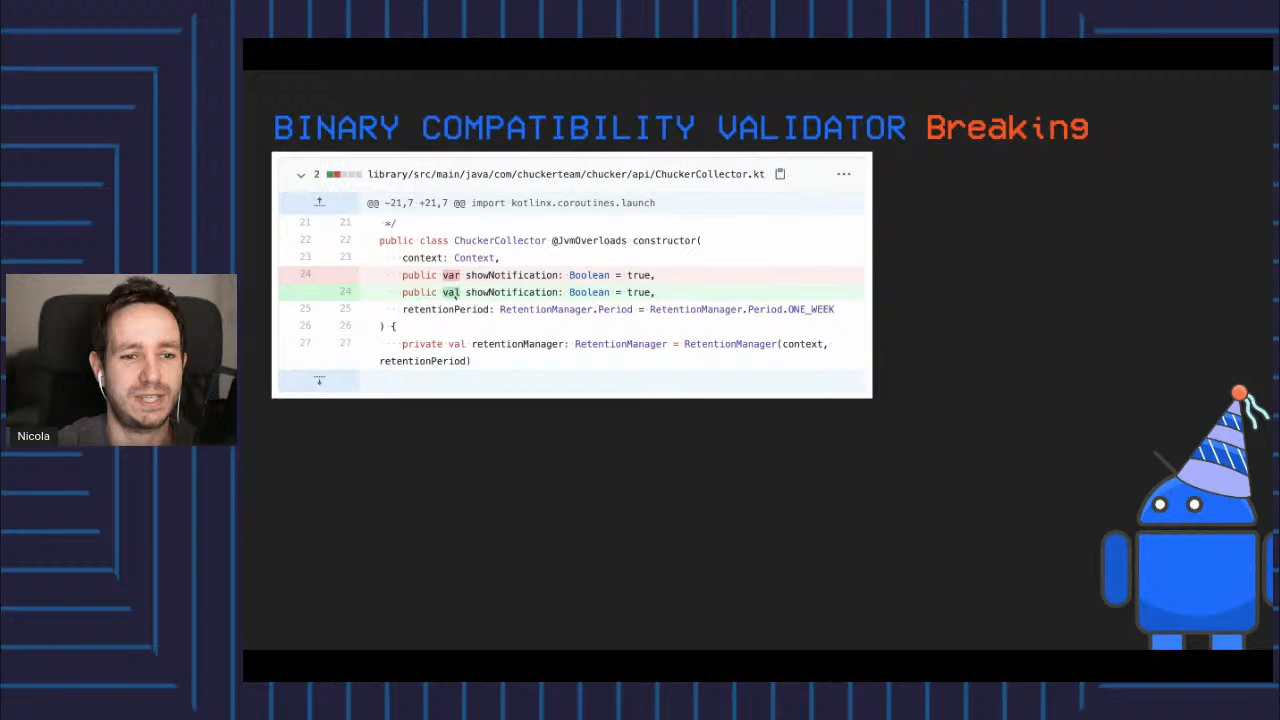 BINARY COMPATIBILITY VALIDATOR Breaking
2 library/src/main/java/com/chuckerteam/chucker/api/ChuckerCollector.kt ...
@@ -21,7 +21,7 @@ import kotlinx.coroutines.launch
21 21 */
22 22 public class ChuckerCollector @JvmOverloads constructor(
23 23 context: Context,
24 public var showNotification: Boolean = true,
24 public val showNotification: Boolean = true,
25 25 retentionPeriod: RetentionManager.Period = RetentionManager.Period.ONE_WEEK
26 26 ) {
27 27 private val retentionManager: RetentionManager = RetentionManager(context,
retentionPeriod)
Nicola